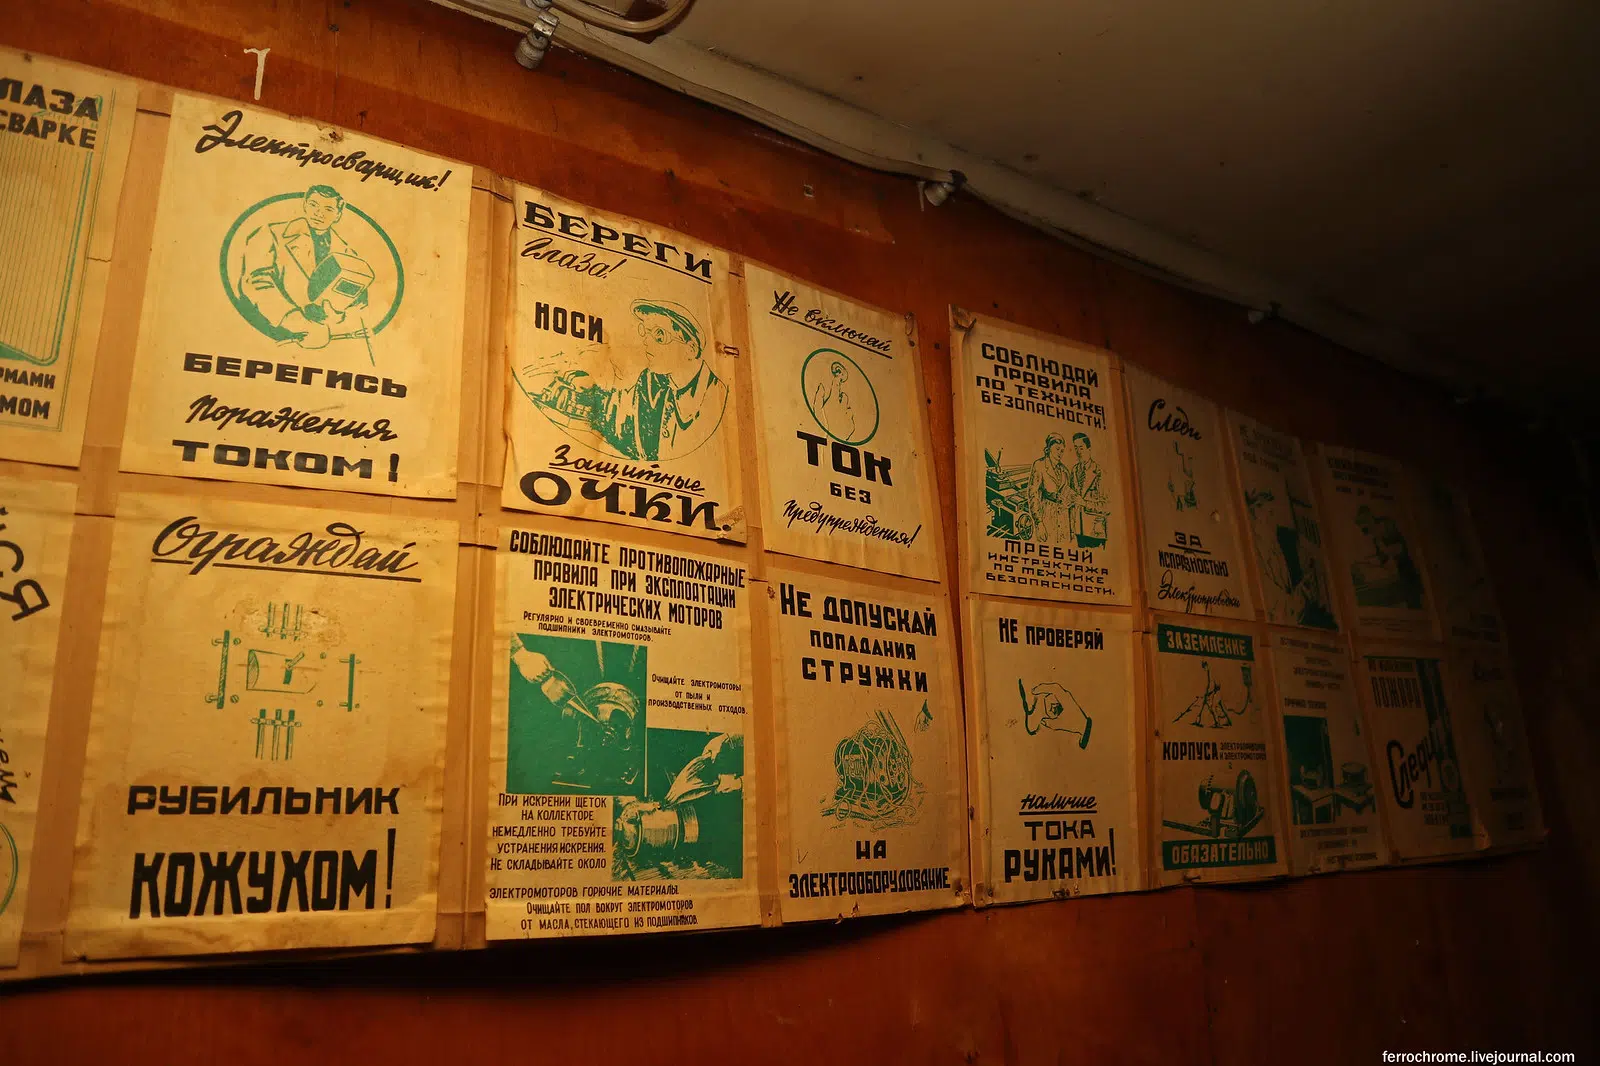 1
ЛАЗА
СВАРКЕ
РМАМИ
МОМ
Электросварщик!
БЕРЕГИСЬ
Поражения
ТОКОМ!
БЕРЕГИ
Глаза!
НОСИ
Защитные
ОЧКИ.
Не включай
ТОК
БЕЗ
предупреждения!
СОБЛЮДАЙ
ПРАВИЛА
ПО ТЕХНИКЕ
БЕЗОПАСНОСТИ!
ТРЕБУЙ
ИНСТРУКТАЖА
ПО ТЕХНИКЕ
БЕЗОПАСНОСТИ.
Следи
ЗА
ИСПРАВНОСТЬЮ
Электропроводки
СЯ
Ограждай
РУБИЛЬНИК
КОЖУХОМ!
СОБЛЮДАЙТЕ ПРОТИВОПОЖАРНЫЕ
ПРАВИЛА ПРИ ЭКСПЛОАТАЦИИ
ЭЛЕКТРИЧЕСКИХ МОТОРОВ
РЕГУЛЯРНО И СВОЕВРЕМЕННО СМАЗЫВАЙТЕ
ПОДШИПНИКИ ЭЛЕКТРОМОТОРОВ.
ОЧИЩАЙТЕ ЭЛЕКТРОМОТОРЫ
ОТ ПЫЛИ И
ПРОИЗВОДСТВЕННЫХ ОТХОДОВ.
ПРИ ИСКРЕНИИ ЩЕТОК
НА КОЛЛЕКТОРЕ
НЕМЕДЛЕННО ТРЕБУЙТЕ
УСТРАНЕНИЯ ИСКРЕНИЯ.
НЕ СКЛАДЫВАЙТЕ ОКОЛО
ЭЛЕКТРОМОТОРОВ ГОРЮЧИЕ МАТЕРИАЛЫ.
ОЧИЩАЙТЕ ПОЛ ВОКРУГ ЭЛЕКТРОМОТОРОВ
ОТ МАСЛА, СТЕКАЮЩЕГО ИЗ ПОДШИПНИКОВ.
НЕ ДОПУСКАЙ
ПОПАДАНИЯ
СТРУЖКИ
НА
ЭЛЕКТРООБОРУДОВАНИЕ
НЕ ПРОВЕРЯЙ
наличие
ТОКА
РУКАМИ!
ЗАЗЕМЛЕНИЕ
КОРПУСА
ОБЯЗАТЕЛЬНО
ПОЖАРА
Следи
ferrochrome.livejournal.com